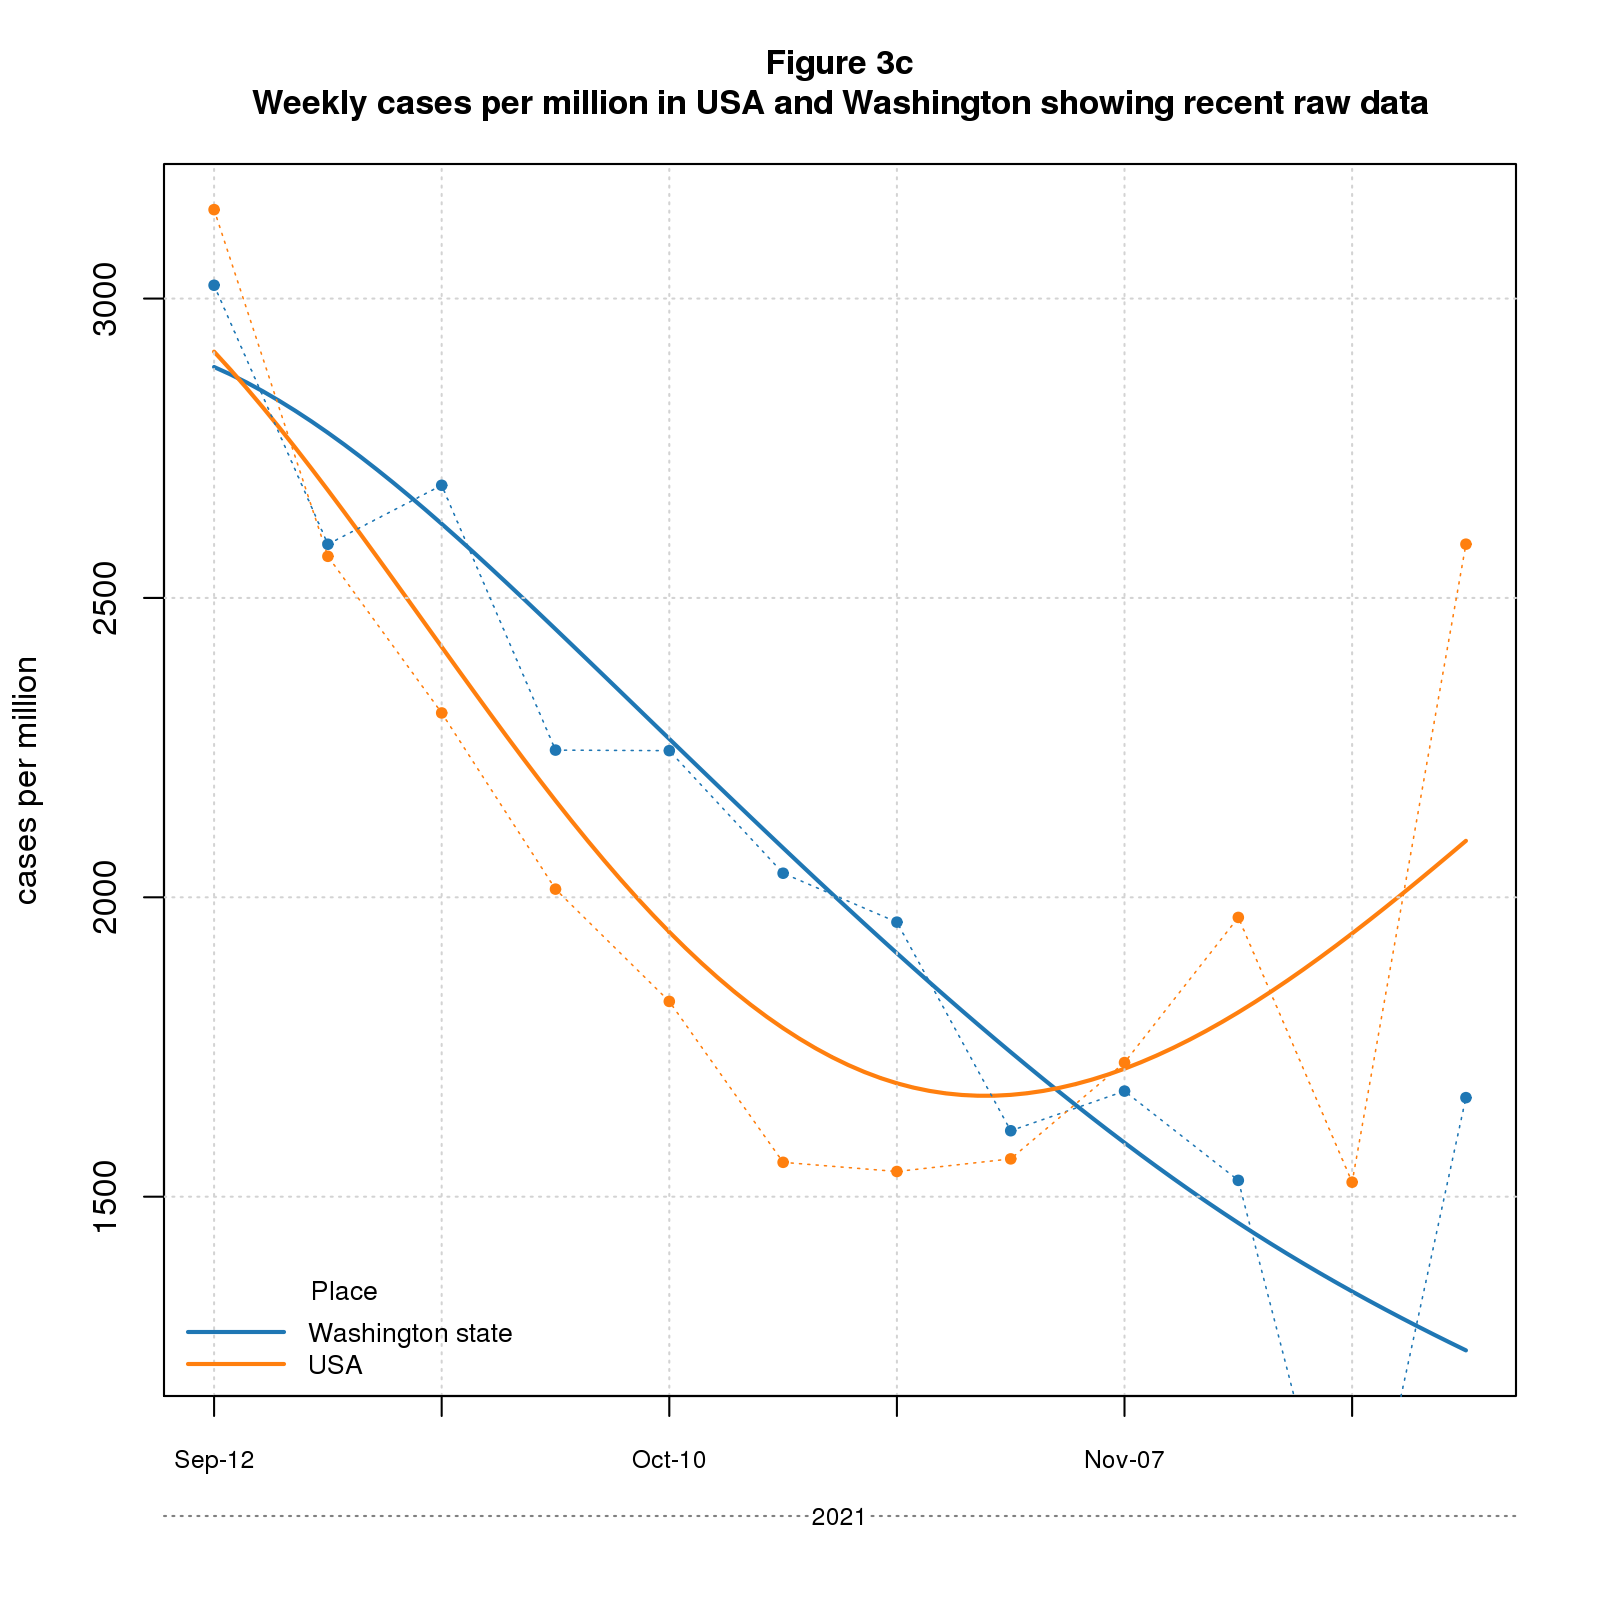 Figure 3c
Weekly cases per million in USA and Washington showing recent raw data
cases per million
3000
2500
2000
1500
Place
Washington state
USA
Sep-12
Oct-10
Nov-07
2021